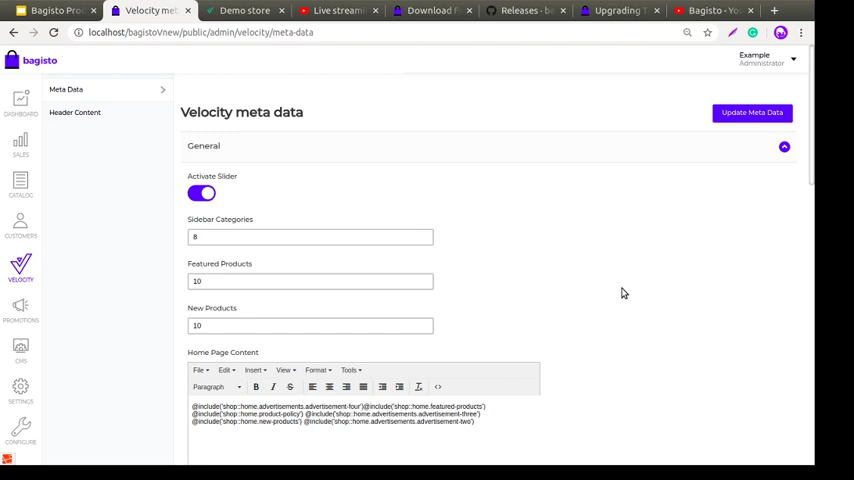 Bagisto Pro
Velocity met
Demo store
Live streami
Download F
Releases · ba
Upgrading T
Bagisto - Yo
localhost/bagistoVnew/public/admin/velocity/meta-data
bagisto
Example
Administrator
Meta Data
Header Content
DASHBOARD
SALES
CATALOG
CUSTOMERS
VELOCITY
PROMOTIONS
CMS
SETTINGS
CONFIGURE
Velocity meta data
Update Meta Data
General
Activate Slider
Sidebar Categories
8
Featured Products
10
New Products
10
Home Page Content
File Edit Insert View Format Tools
Paragraph B I S
@include('shop::home.advertisements.advertisement-four')@include('shop::home.featured-products')
@include('shop::home.product-policy') @include('shop::home.advertisements.advertisement-three')
@include('shop::home.new-products') @include('shop::home.advertisements.advertisement-two')